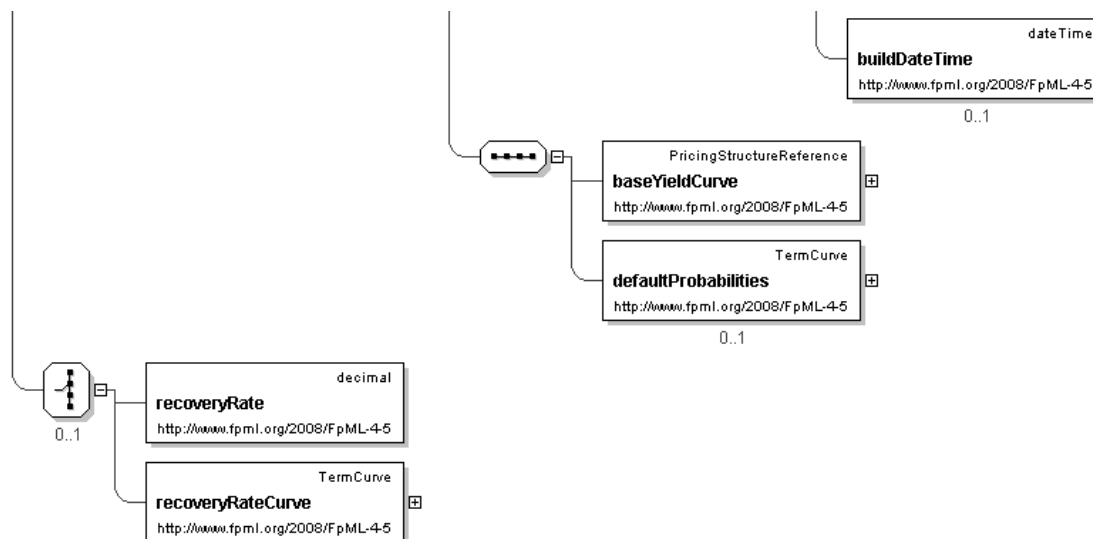 dateTime
buildDateTime
http://www.fpml.org/2008/FpML-4-5
0..1
PricingStructureReference
baseYieldCurve
http://www.fpml.org/2008/FpML-4-5
TermCurve
defaultProbabilities
http://www.fpml.org/2008/FpML-4-5
0..1
decimal
recoveryRate
http://www.fpml.org/2008/FpML-4-5
0..1
TermCurve
recoveryRateCurve
http://www.fpml.org/2008/FpML-4-5